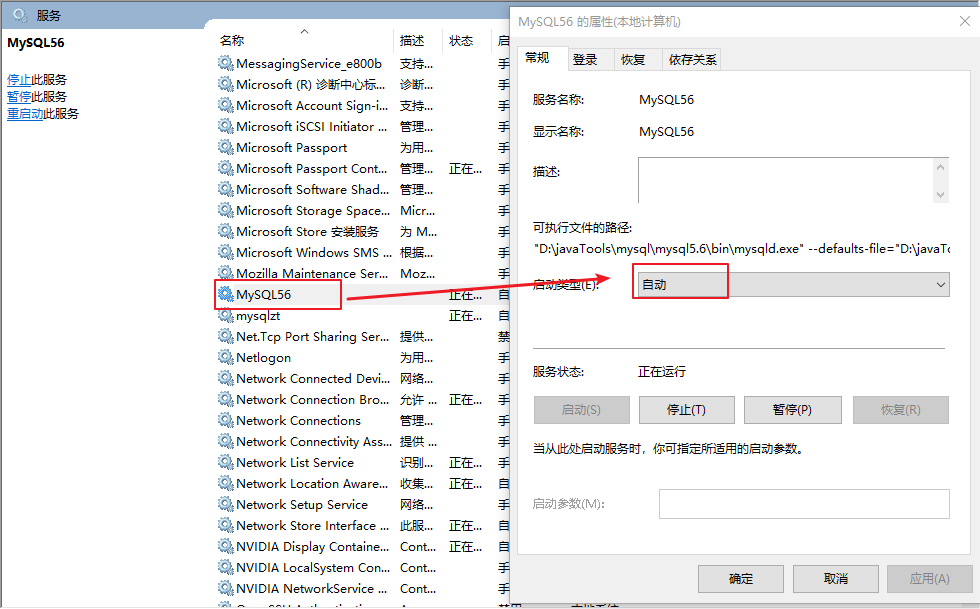 服务
MySQL56
停止此服务
暂停此服务
重启动此服务
名称 描述 状态 启
MessagingService_e800b 支持... 手
Microsoft (R) 诊断中心标... 诊断... 手
Microsoft Account Sign-i... 支持... 手
Microsoft iSCSI Initiator ... 管理... 手
Microsoft Passport 为用... 手
Microsoft Passport Cont... 管理... 正在... 手
Microsoft Software Shad... 管理... 手
Microsoft Storage Space... Micr... 手
Microsoft Store 安装服务 为 M... 手
Microsoft Windows SMS ... 根据... 手
Mozilla Maintenance Ser... Moz... 手
MySQL56 正在... 自
mysqlzt 正在... 自
Net.Tcp Port Sharing Ser... 提供... 禁
Netlogon 为用... 手
Network Connected Devi... 网络... 手
Network Connection Bro... 允许 ... 正在... 手
Network Connections 管理... 手
Network Connectivity Ass... 提供 ... 手
Network List Service 识别... 正在... 手
Network Location Aware... 收集... 正在... 自
Network Setup Service 网络... 手
Network Store Interface ... 此服... 正在... 自
NVIDIA Display Containe... Cont... 正在... 自
NVIDIA LocalSystem Con... Cont... 手
NVIDIA NetworkService ... Cont... 手
MySQL56 的属性(本地计算机)
常规 登录 恢复 依存关系
服务名称: MySQL56
显示名称: MySQL56
描述:
可执行文件的路径:
"D:\javaTools\mysql\mysql5.6\bin\mysqld.exe" --defaults-file="D:\javaTo
启动类型(E): 自动
服务状态: 正在运行
启动(S) 停止(T) 暂停(P) 恢复(R)
当从此处启动服务时，你可指定所适用的启动参数。
启动参数(M):
确定 取消 应用(A)